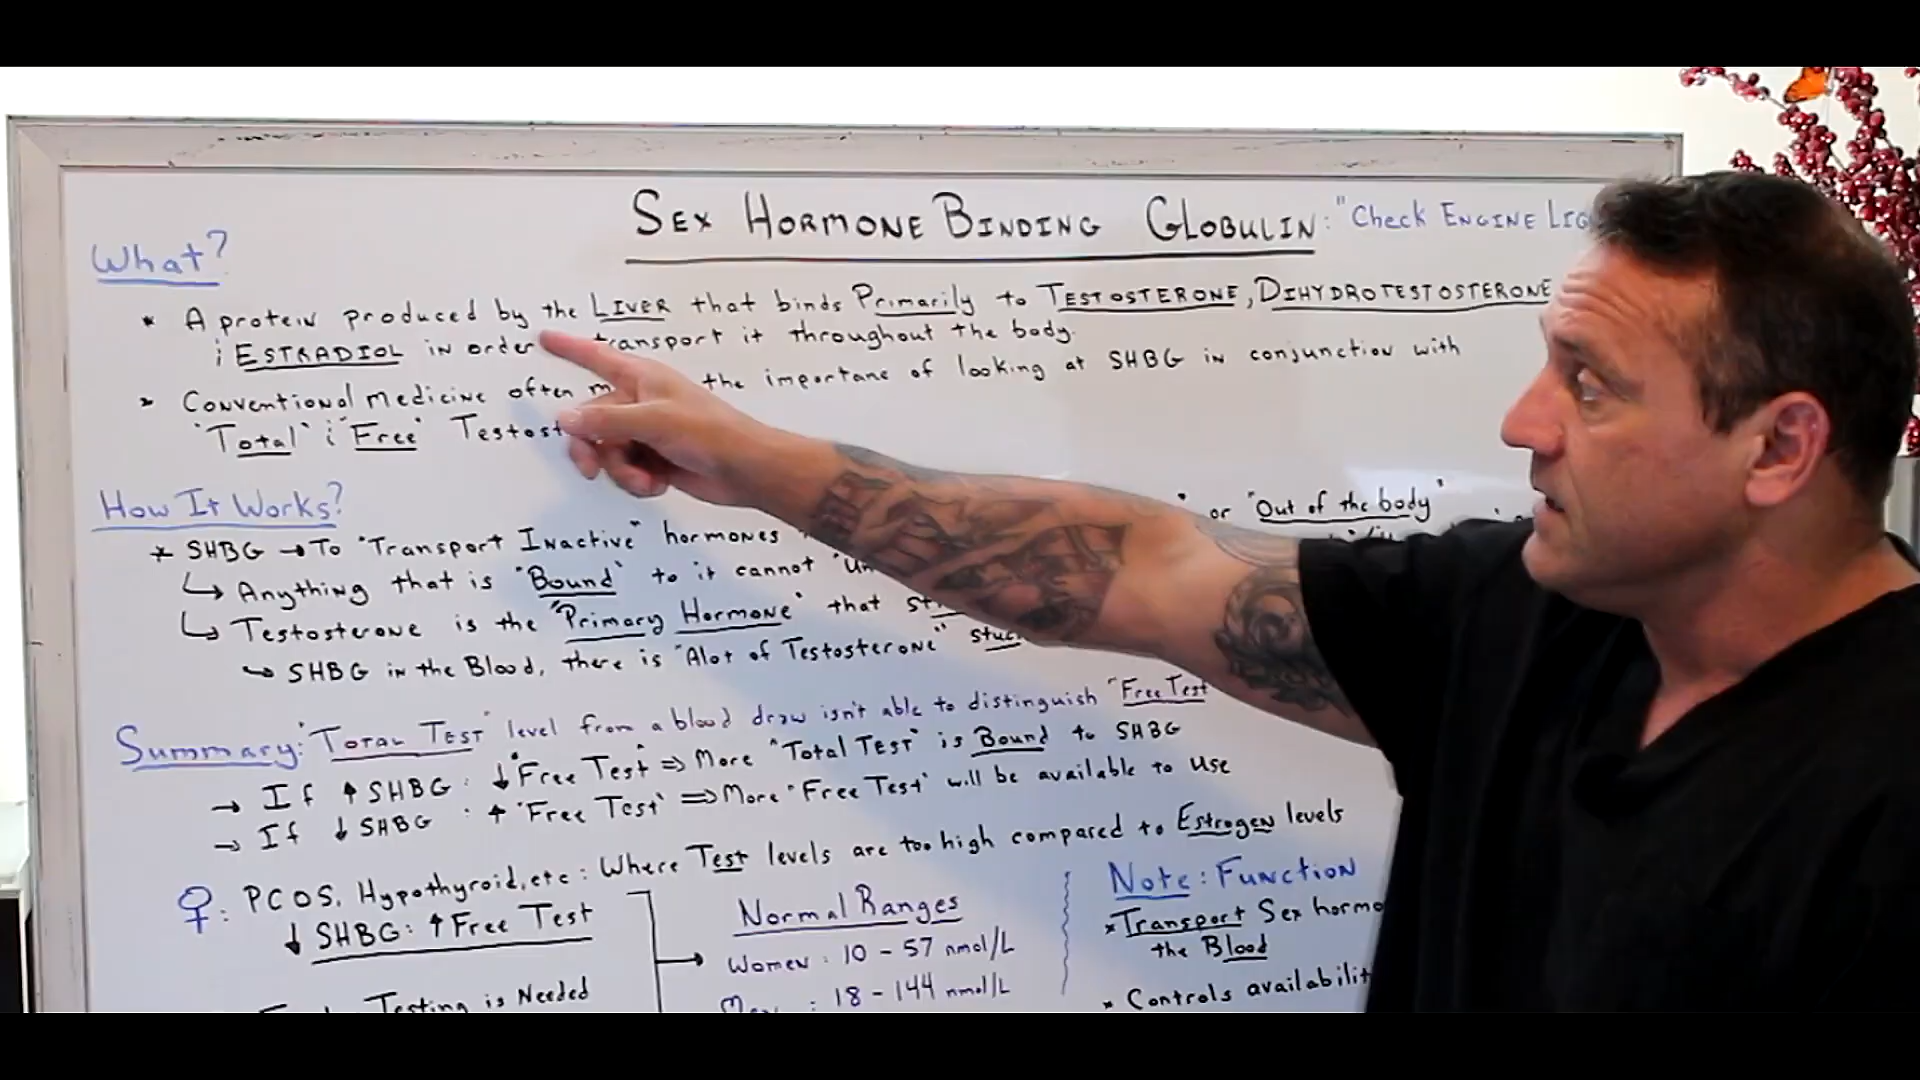 SEX HORMONE BINDING GLOBULIN: "Check ENGINE
What?
* A protein produced by the LIVER that binds Primarily to TESTOSTERONE, DIHYDROTESTOSTERONE
¡ ESTRADIOL in order transport it throughout the body.
* Conventional Medicine often the importane of looking at SHBG in conjunction with
"Total" ¡ "Free"
How It Works?
* SHBG → To "Transport Inactive" hormones or "Out of the body"
↳ Anything that is "Bound" to it cannot
↳ Testosterone is the "Primary Hormone" that
↳ SHBG in the Blood, there is "Alot of Testosterone" stuc
Summary: "TOTAL TEST" level from a blood draw isn't able to distinguish "Free Test
→ If ↑ SHBG : ↓ "Free Test" => More "Total TEST" is Bound to SHBG
→ If ↓ SHBG : ↑ "Free Test" => More "Free Test" will be available to use
♀: PCOS, Hypothyroid, etc: Where Test levels are too high compared to Estrogen levels
↓ SHBG: ↑ Free Test
Testing is Needed
Normal Ranges
Women : 10 - 57 nmol/L
Men : 18 - 144 nmol/L
Note: Function
* Transport Sex hormo
the Blood
* Controls availabilit